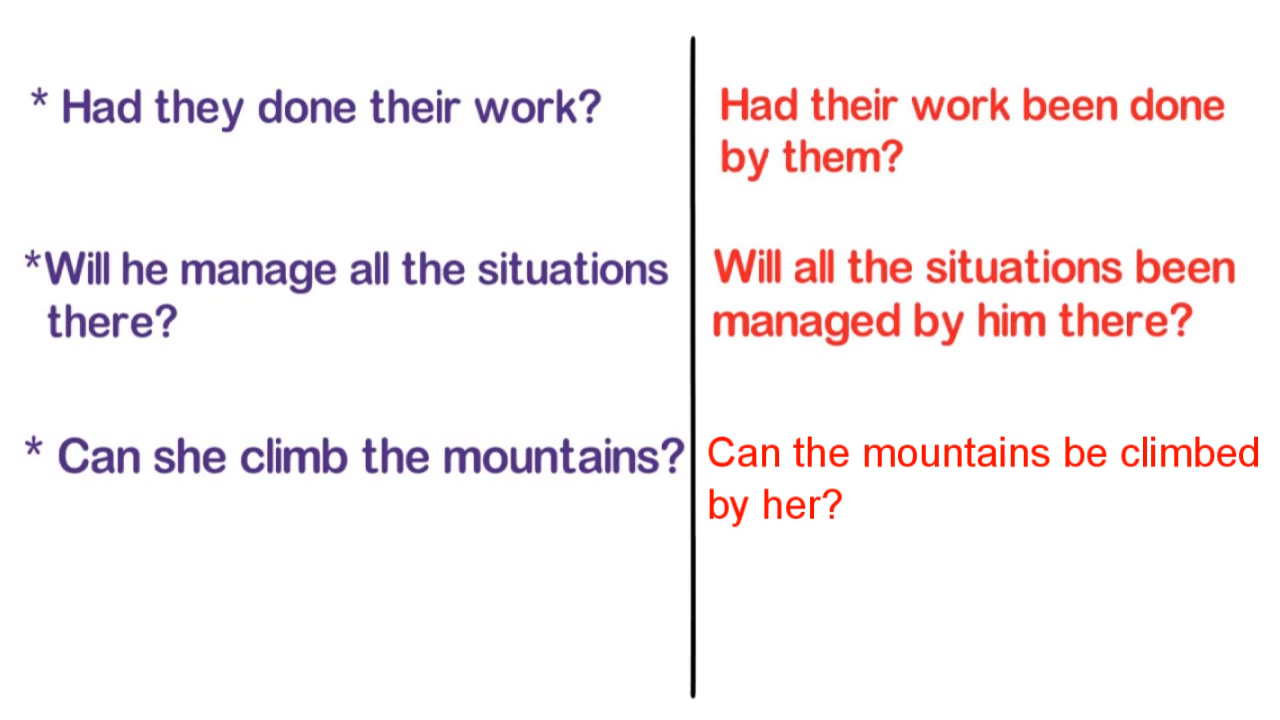 * Had they done their work?
Had their work been done
by them?
*Will he manage all the situations
there?
Will all the situations been
managed by him there?
* Can she climb the mountains?
Can the mountains be climbed
by her?